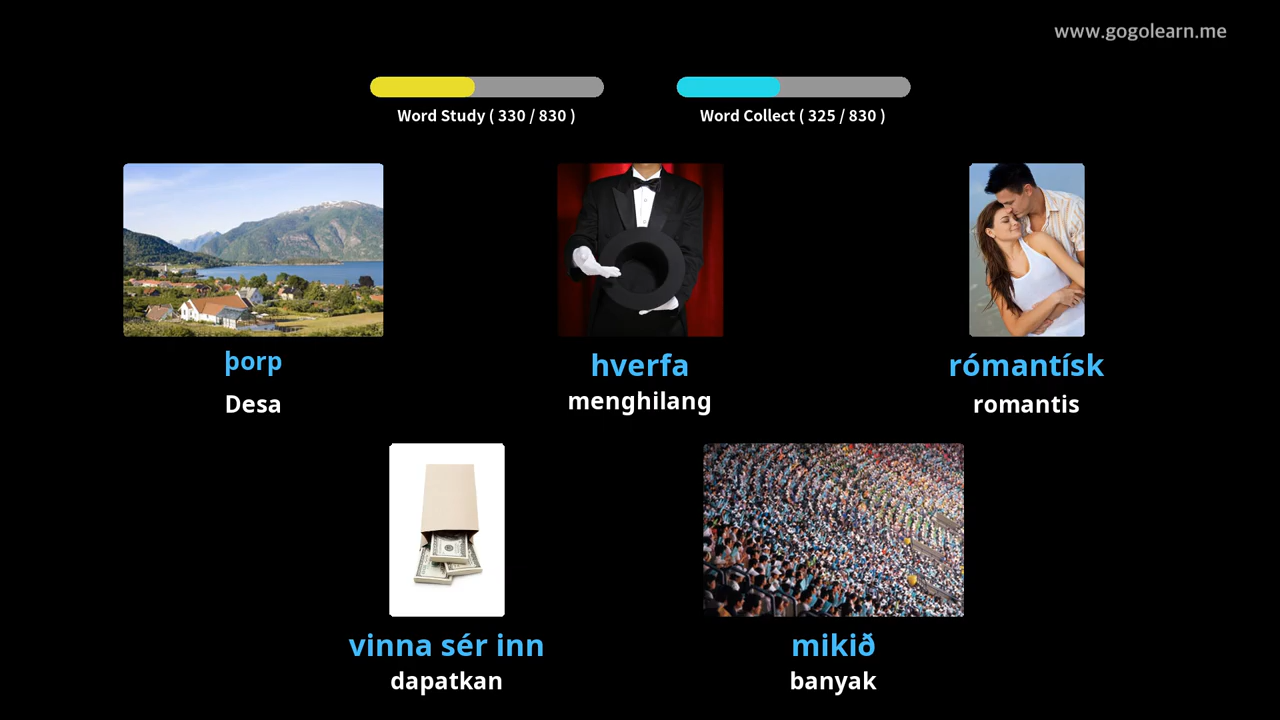 www.gogolearn.me
Word Study ( 330 / 830 )
Word Collect ( 325 / 830 )
þorp
Desa
hverfa
menghilang
rómantísk
romantis
vinna sér inn
dapatkan
mikið
banyak